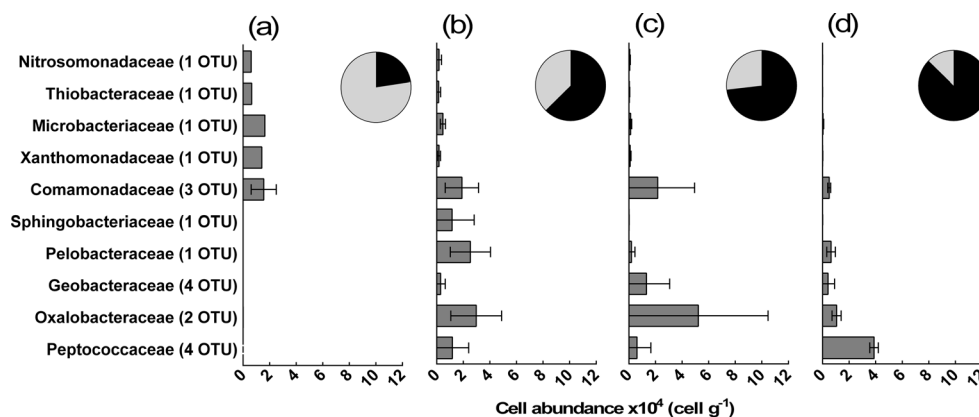 (a) (b) (c) (d)
Nitrosomonadaceae (1 OTU)
Thiobacteraceae (1 OTU)
Microbacteriaceae (1 OTU)
Xanthomonadaceae (1 OTU)
Comamonadaceae (3 OTU)
Sphingobacteriaceae (1 OTU)
Pelobacteraceae (1 OTU)
Geobacteraceae (4 OTU)
Oxalobacteraceae (2 OTU)
Peptococcaceae (4 OTU)
0 2 4 6 8 10 12 0 2 4 6 8 10 12 0 2 4 6 8 10 12 0 2 4 6 8 10 12
Cell abundance x10⁴ (cell g⁻¹)